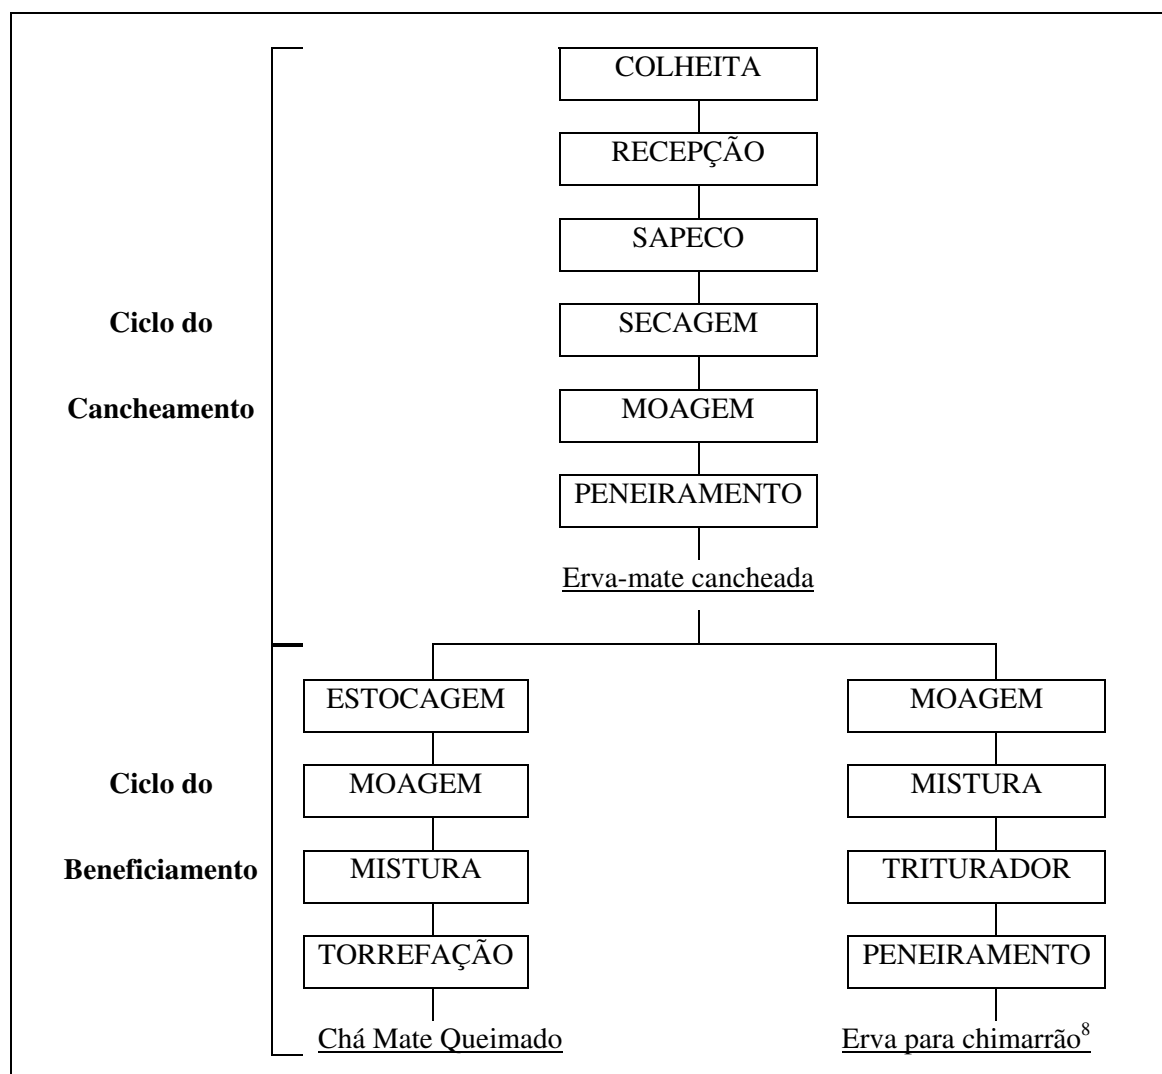 COLHEITA
RECEPÇÃO
SAPECO
SECAGEM
Ciclo do
Cancheamento
MOAGEM
PENEIRAMENTO
Erva-mate cancheada
ESTOCAGEM
MOAGEM
MISTURA
TORREFAÇÃO
Chá Mate Queimado
Ciclo do
Beneficiamento
MOAGEM
MISTURA
TRITURADOR
PENEIRAMENTO
Erva para chimarrão⁸